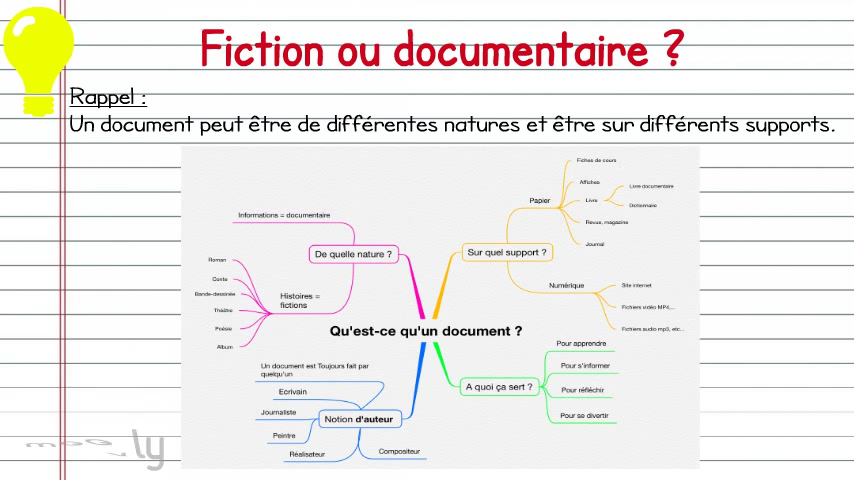 Fiction ou documentaire ?
Rappel :
Un document peut être de différentes natures et être sur différents supports.
Qu'est-ce qu'un document ?
De quelle nature ?
Informations = documentaire
Histoires =
fictions
Roman
Conte
Bande-dessinée
Théâtre
Poésie
Album
Sur quel support ?
Papier
Fiches de cours
Affiches
Livre
Livre documentaire
Dictionnaire
Revue, magazine
Journal
Numérique
Site internet
Fichiers vidéo MP4,...
Fichiers audio mp3, etc...
Notion d'auteur
Un document est Toujours fait par
quelqu'un
Ecrivain
Journaliste
Peintre
Réalisateur
Compositeur
A quoi ça sert ?
Pour apprendre
Pour s'informer
Pour réfléchir
Pour se divertir